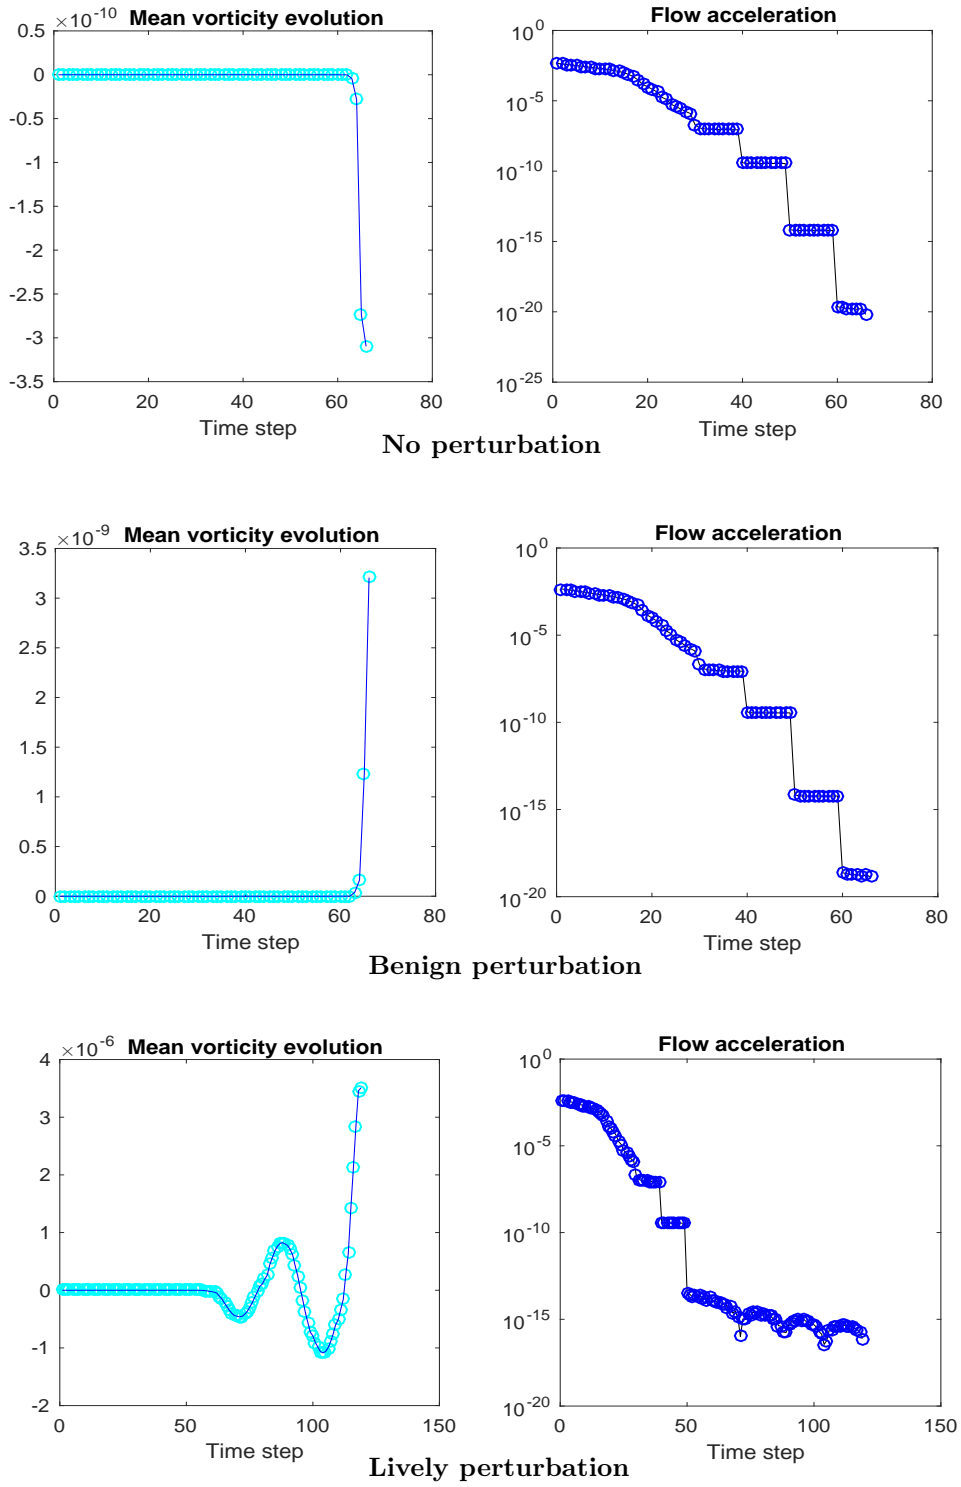 Mean vorticity evolution
×10^-10
0.5
0
-0.5
-1
-1.5
-2
-2.5
-3
-3.5
0 20 40 60 80
Time step
Flow acceleration
10^0
10^-5
10^-10
10^-15
10^-20
10^-25
0 20 40 60 80
Time step
No perturbation
Mean vorticity evolution
×10^-9
3.5
3
2.5
2
1.5
1
0.5
0
0 20 40 60 80
Time step
Flow acceleration
10^0
10^-5
10^-10
10^-15
10^-20
0 20 40 60 80
Time step
Benign perturbation
Mean vorticity evolution
×10^-6
4
3
2
1
0
-1
-2
0 50 100 150
Time step
Flow acceleration
10^0
10^-5
10^-10
10^-15
10^-20
0 50 100 150
Time step
Lively perturbation